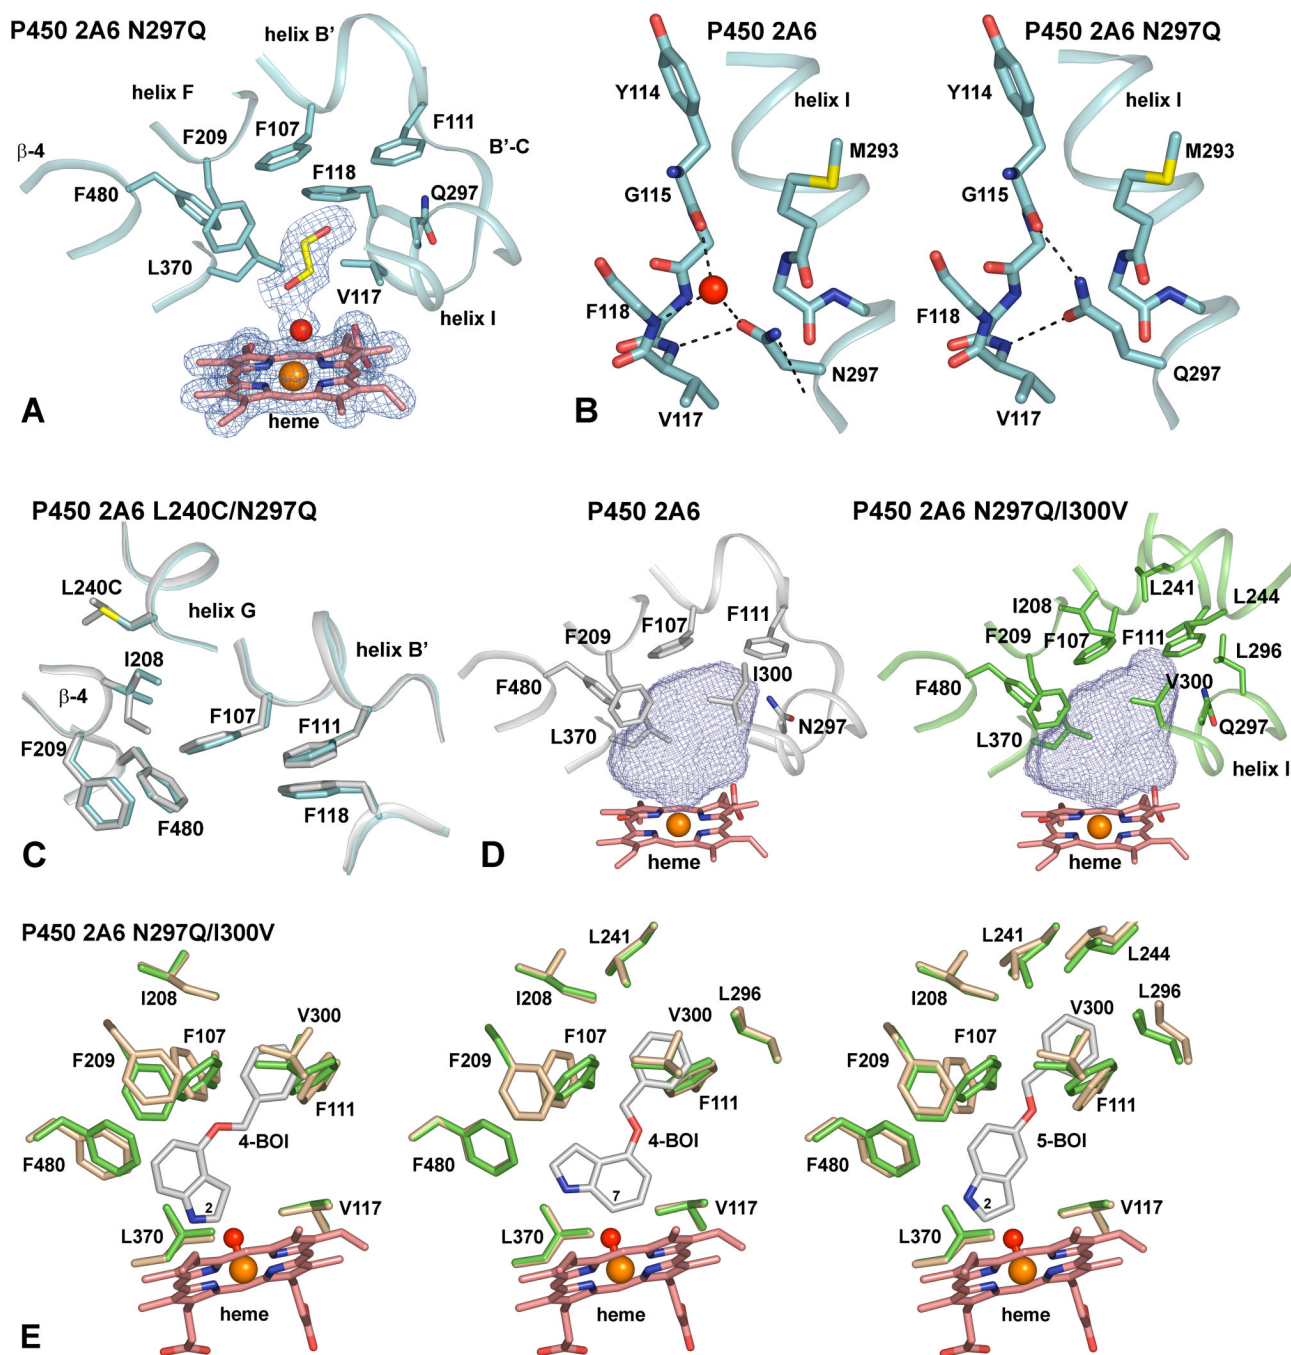 P450 2A6 N297Q
helix B'
helix F
F209
F107
F111
β-4
B'-C
F480
F118
Q297
L370
V117
helix I
heme
A
P450 2A6
P450 2A6 N297Q
Y114
helix I
M293
G115
F118
N297
V117
Y114
helix I
M293
G115
F118
Q297
V117
B
P450 2A6 L240C/N297Q
L240C
helix G
I208
helix B'
β-4
F107
F111
F209
F480
F118
C
P450 2A6
P450 2A6 N297Q/I300V
F107
F111
F209
F480
I300
L370
N297
heme
L241
I208
L244
F209
F107
F111
L296
F480
V300
L370
Q297
helix I
heme
D
P450 2A6 N297Q/I300V
I208
V300
F107
F209
F111
4-BOI
F480
2
L370
heme
L241
I208
L296
V300
F107
F209
F111
4-BOI
F480
7
L370
V117
heme
L241
L244
I208
L296
V300
F107
F209
F111
5-BOI
F480
2
L370
V117
heme
E